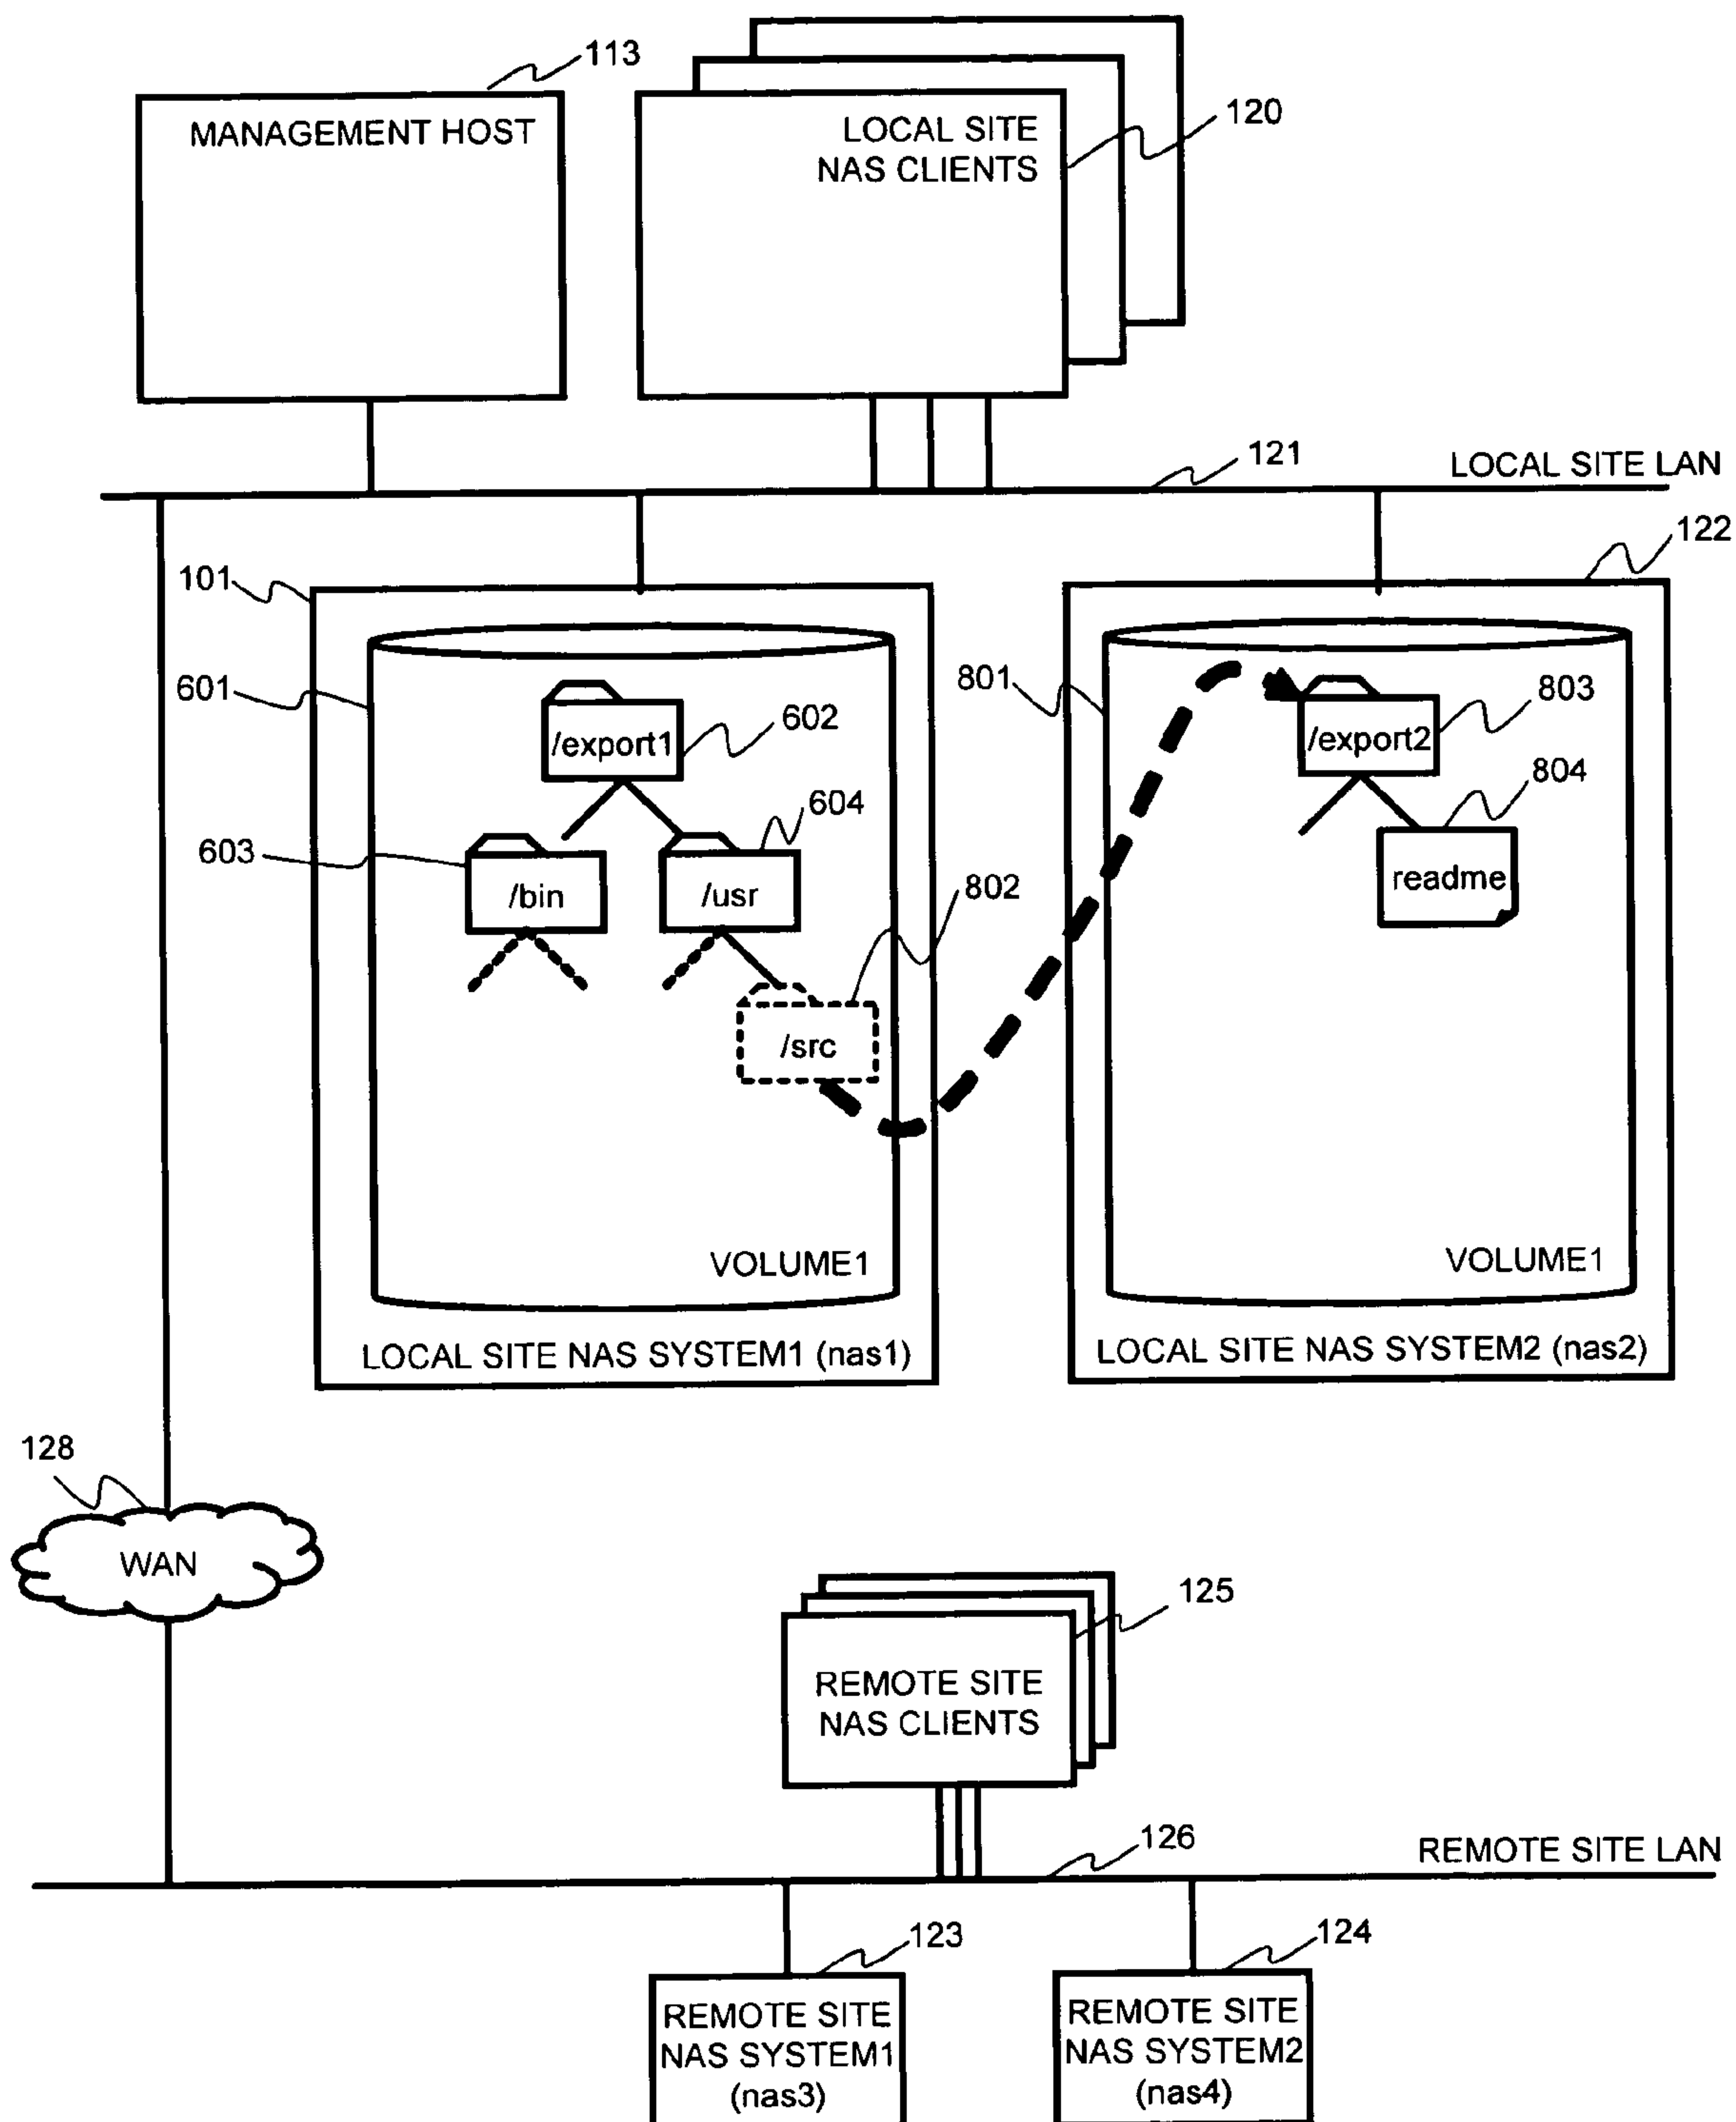 113
MANAGEMENT HOST
LOCAL SITE
NAS CLIENTS
120
121
LOCAL SITE LAN
122
101
601
/export1
602
801
/export2
803
603
/bin
/usr
604
802
804
readme
/src
VOLUME1
VOLUME1
LOCAL SITE NAS SYSTEM1 (nas1)
LOCAL SITE NAS SYSTEM2 (nas2)
128
WAN
125
REMOTE SITE
NAS CLIENTS
126
REMOTE SITE LAN
123
124
REMOTE SITE
NAS SYSTEM1
(nas3)
REMOTE SITE
NAS SYSTEM2
(nas4)